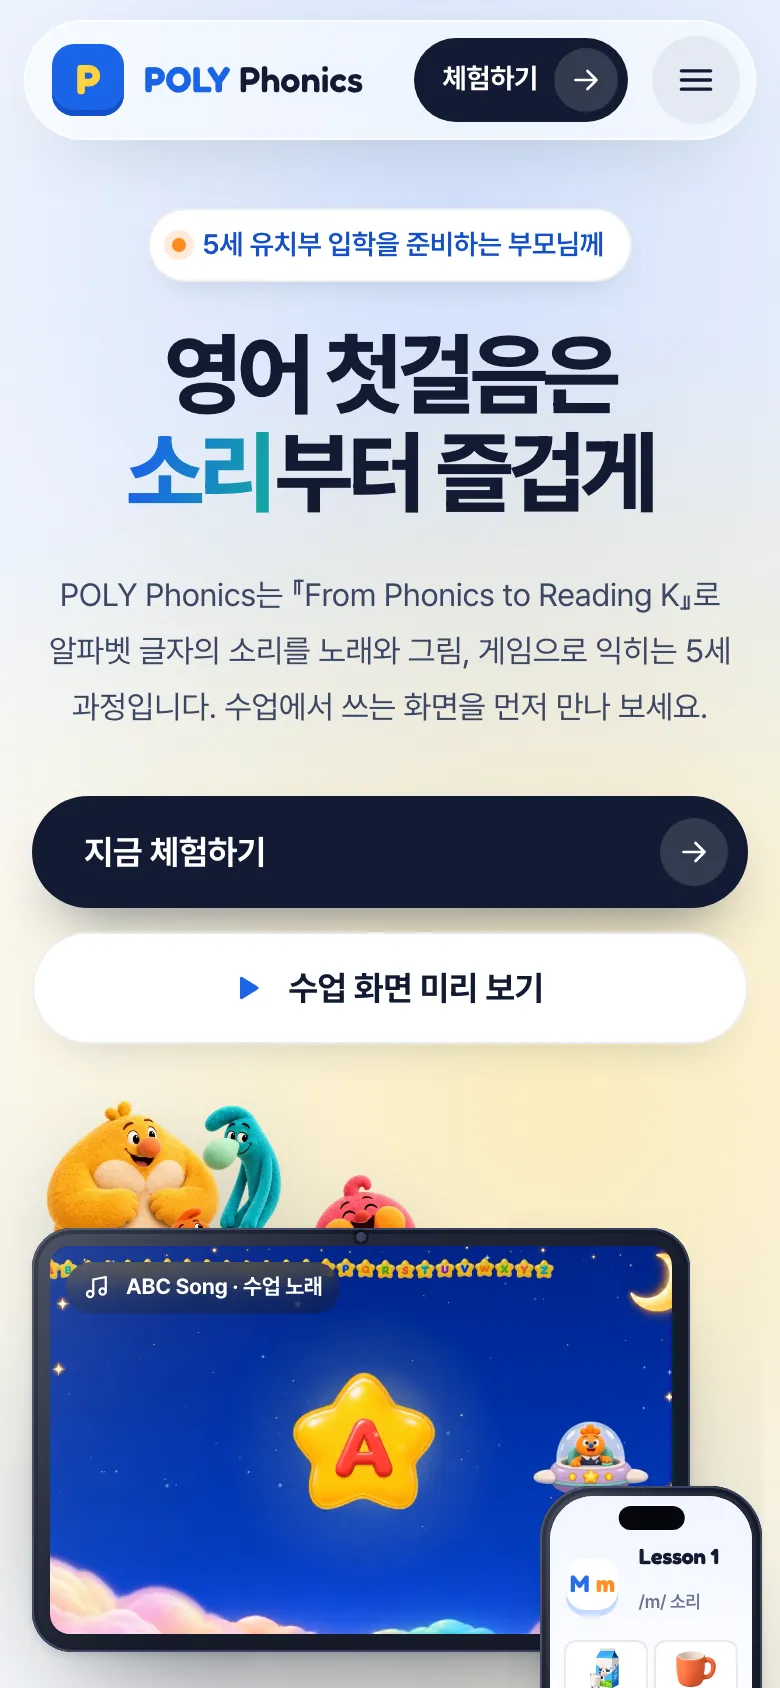 P
POLY Phonics
체험하기
5세 유치부 입학을 준비하는 부모님께
영어 첫걸음은
소리부터 즐겁게
POLY Phonics는 『From Phonics to Reading K』로
알파벳 글자의 소리를 노래와 그림, 게임으로 익히는 5세
과정입니다. 수업에서 쓰는 화면을 먼저 만나 보세요.
지금 체험하기
수업 화면 미리 보기
P Q R S T U V W X Y Z
ABC Song · 수업 노래
A
Lesson 1
M m
/m/ 소리